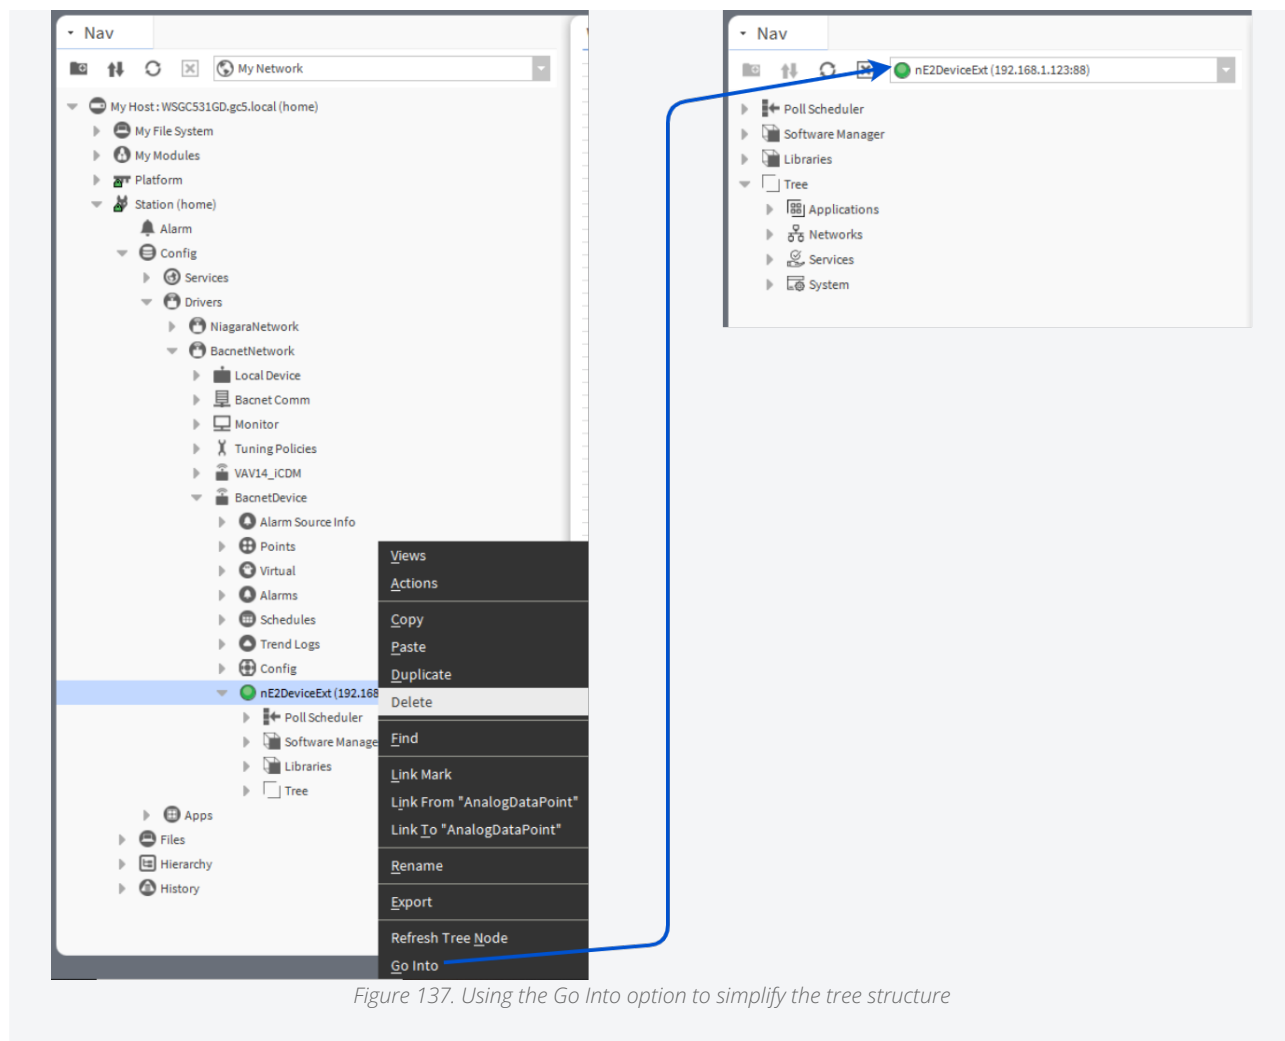 Nav
My Network
My Host : WSGC531GD.gc5.local (home)
My File System
My Modules
Platform
Station (home)
Alarm
Config
Services
Drivers
NiagaraNetwork
BacnetNetwork
Local Device
Bacnet Comm
Monitor
Tuning Policies
VAV14_iCDM
BacnetDevice
Alarm Source Info
Points
Virtual
Alarms
Schedules
Trend Logs
Config
nE2DeviceExt (192.168
Poll Scheduler
Software Manage
Libraries
Tree
Apps
Files
Hierarchy
History
Views
Actions
Copy
Paste
Duplicate
Delete
Find
Link Mark
Link From "AnalogDataPoint"
Link To "AnalogDataPoint"
Rename
Export
Refresh Tree Node
Go Into
Nav
nE2DeviceExt (192.168.1.123:88)
Poll Scheduler
Software Manager
Libraries
Tree
Applications
Networks
Services
System
Figure 137. Using the Go Into option to simplify the tree structure